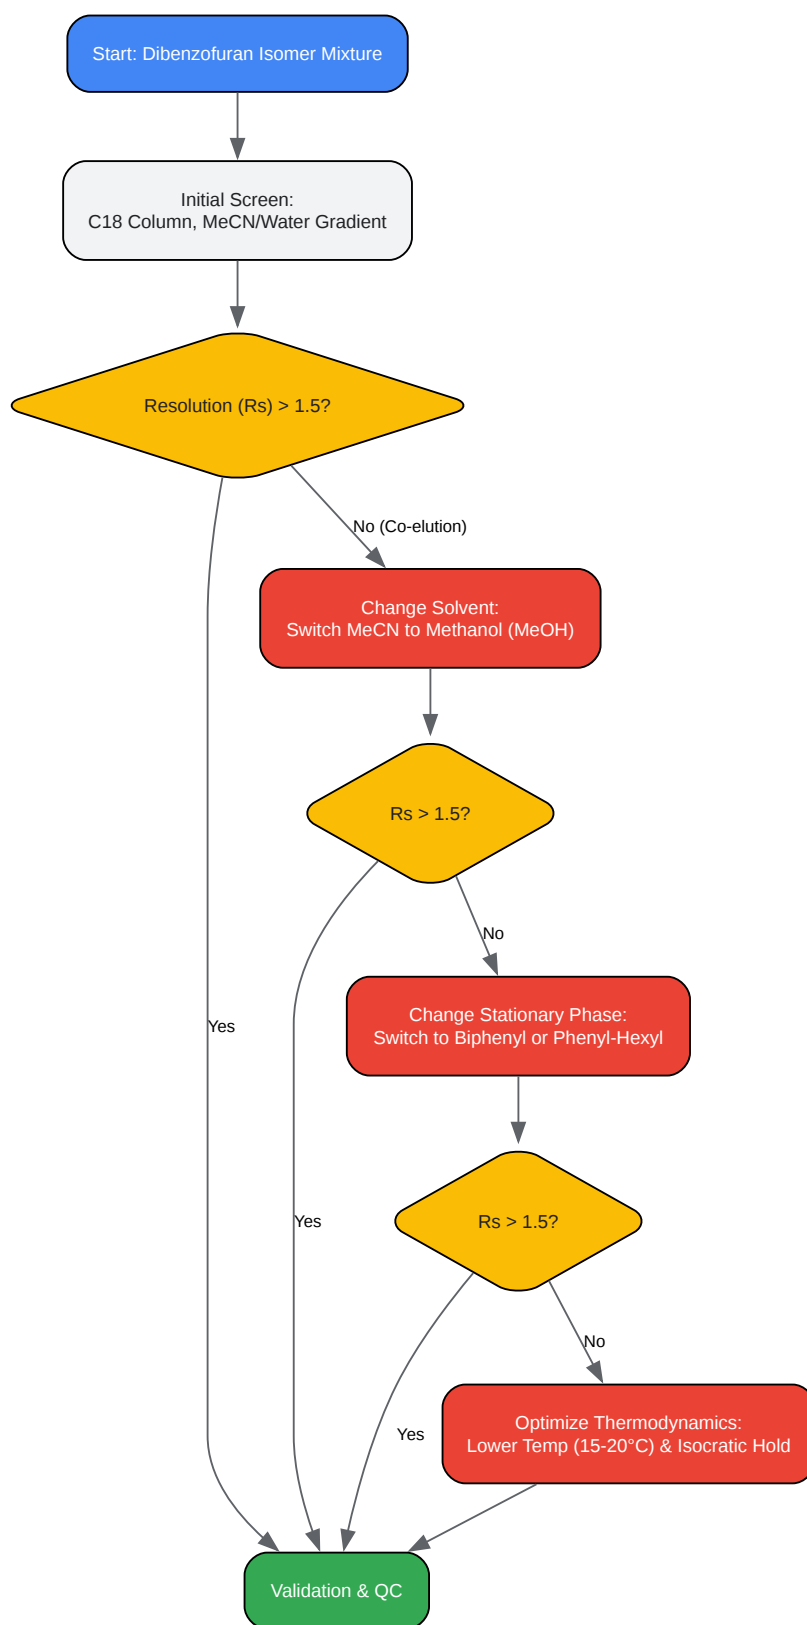 Start: Dibenzofuran Isomer Mixture
Initial Screen:
C18 Column, MeCN/Water Gradient
Resolution (Rs) > 1.5?
No (Co-elution)
Change Solvent:
Switch MeCN to Methanol (MeOH)
Rs > 1.5?
No
Change Stationary Phase:
Switch to Biphenyl or Phenyl-Hexyl
Yes
Rs > 1.5?
Yes
No
Optimize Thermodynamics:
Lower Temp (15-20°C) & Isocratic Hold
Yes
Validation & QC